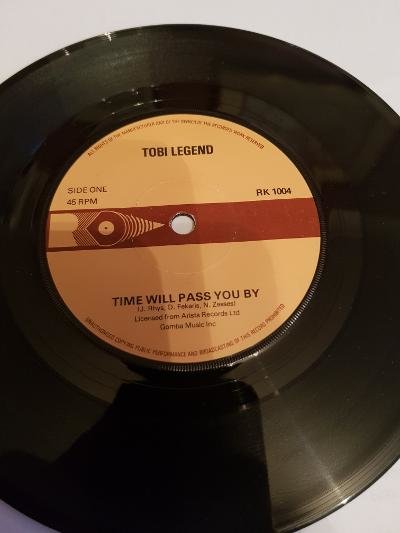 ALL RIGHTS OF THE MANUFACTURER AND OF THE OWNER OF THE RECORDED WORK RESERVED
TOBI LEGEND
SIDE ONE
45 RPM
RK 1004
TIME WILL PASS YOU BY
(J. Rhys, D. Fekaris, N. Zesses)
Licensed from Arista Records Ltd
Gomba Music Inc
UNAUTHORISED COPYING PUBLIC PERFORMANCE AND BROADCASTING OF THIS RECORD PROHIBITED